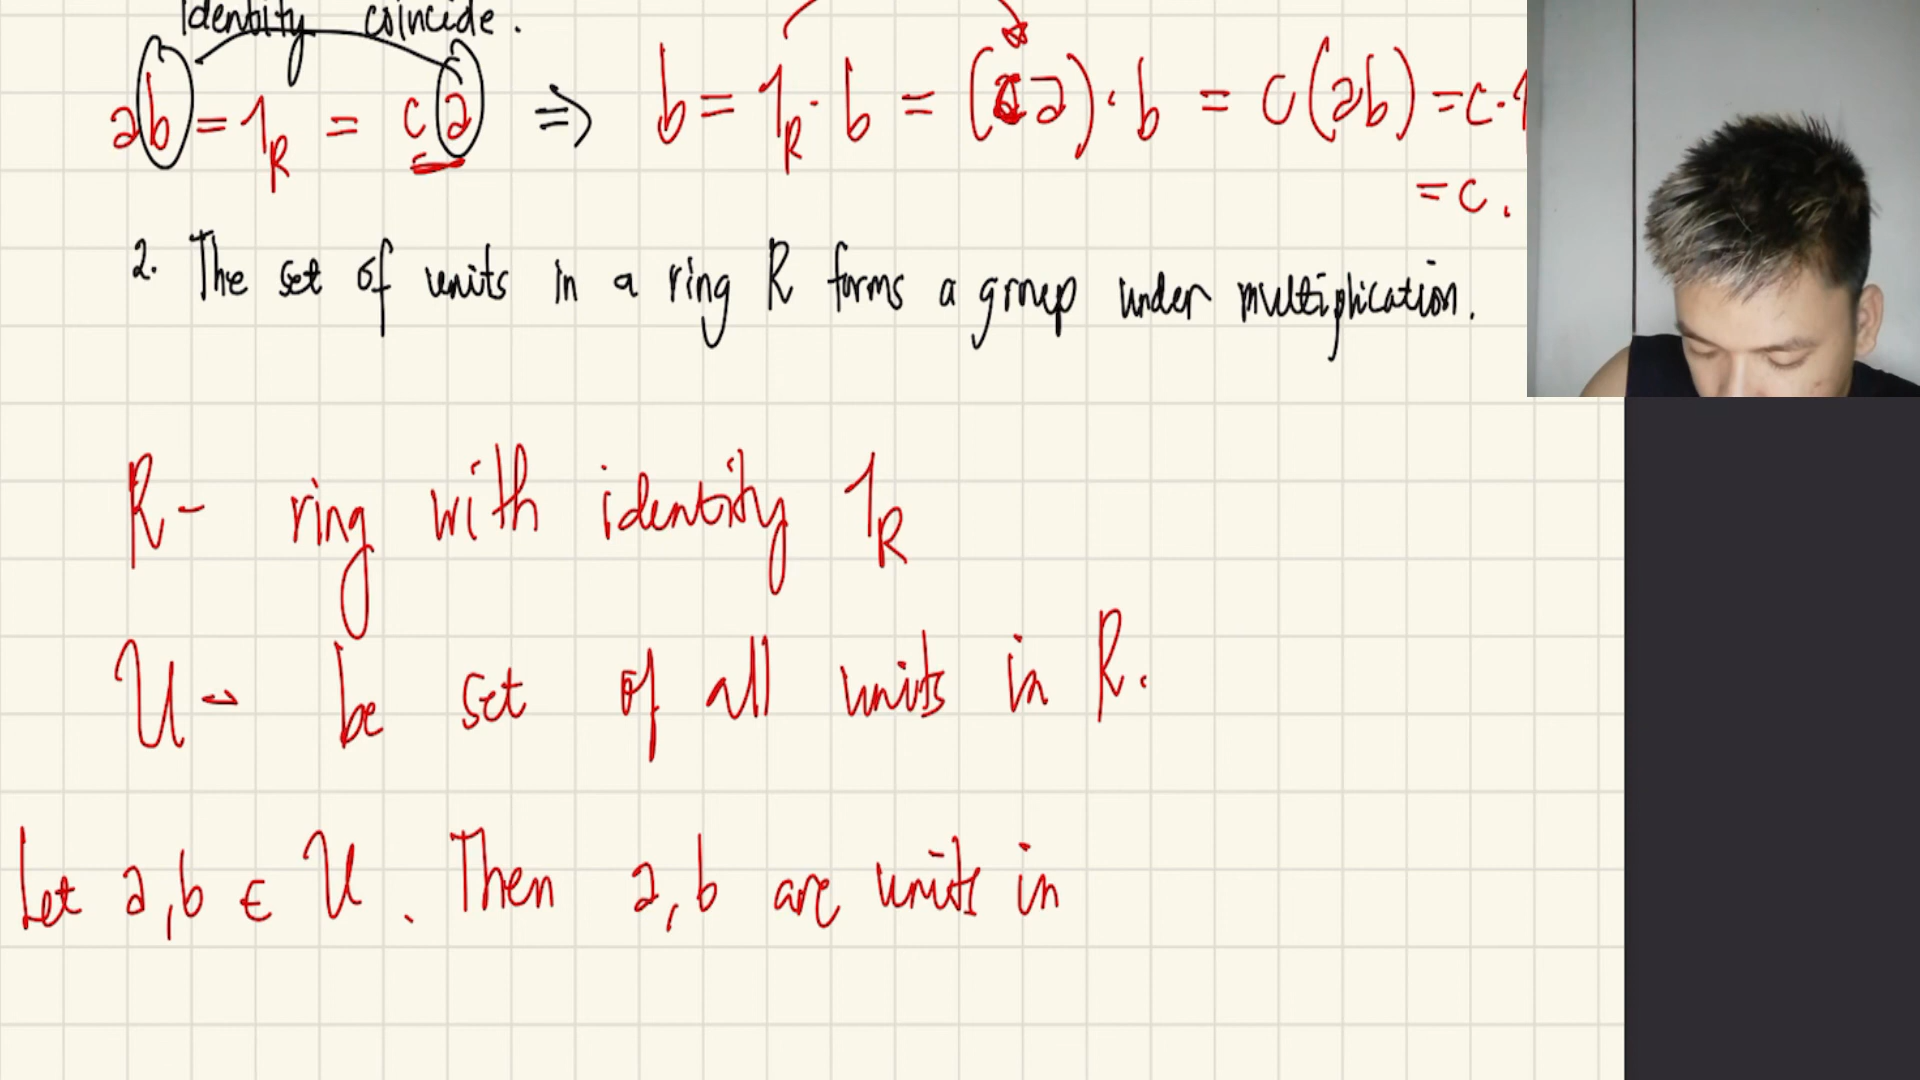 identity coincide.
ab = 1_R = ca ⇒ b = 1_R · b = (ca) · b = c(ab) = c · 1
= c.
2. The set of units in a ring R forms a group under multiplication.
R - ring with identity 1_R
U - be set of all units in R.
Let a, b ∈ U. Then a, b are units in